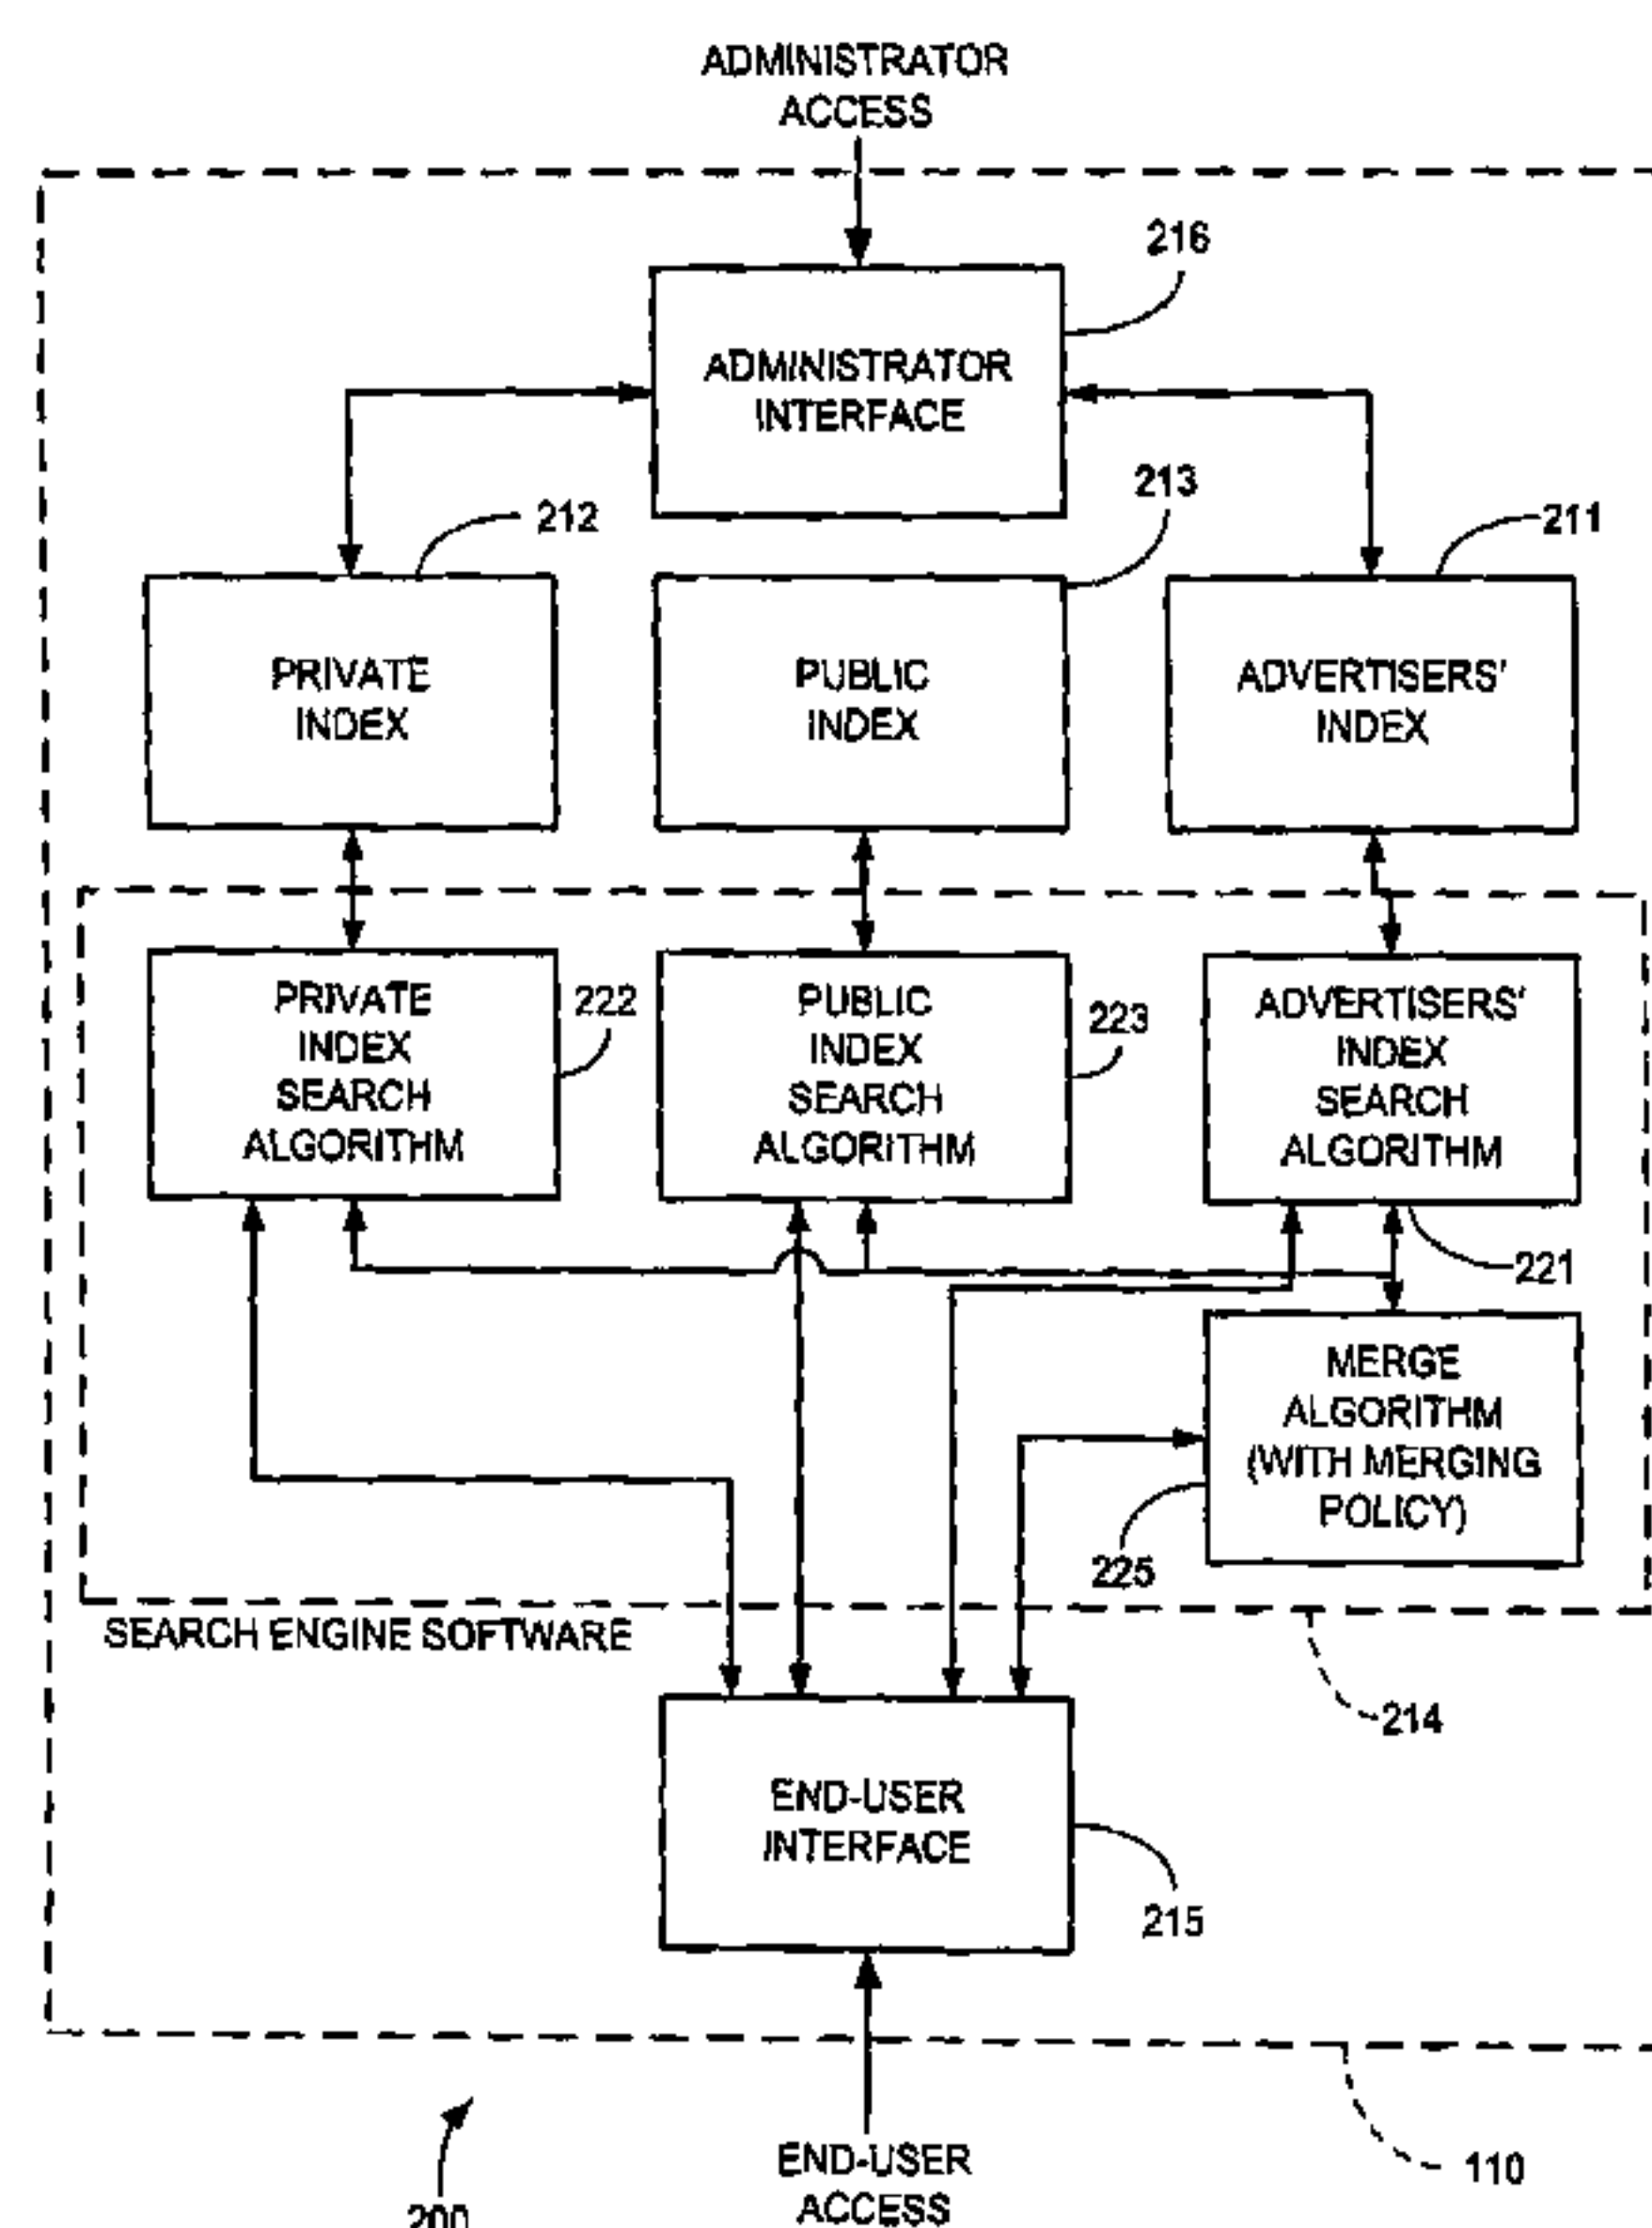 ADMINISTRATOR
ACCESS
216
ADMINISTRATOR
INTERFACE
213
212
211
PRIVATE
INDEX
PUBLIC
INDEX
ADVERTISERS'
INDEX
PRIVATE
INDEX
SEARCH
ALGORITHM
222
PUBLIC
INDEX
SEARCH
ALGORITHM
223
ADVERTISERS'
INDEX
SEARCH
ALGORITHM
221
MERGE
ALGORITHM
(WITH MERGING
POLICY)
225
SEARCH ENGINE SOFTWARE
214
END-USER
INTERFACE
215
110
END-USER
ACCESS
200